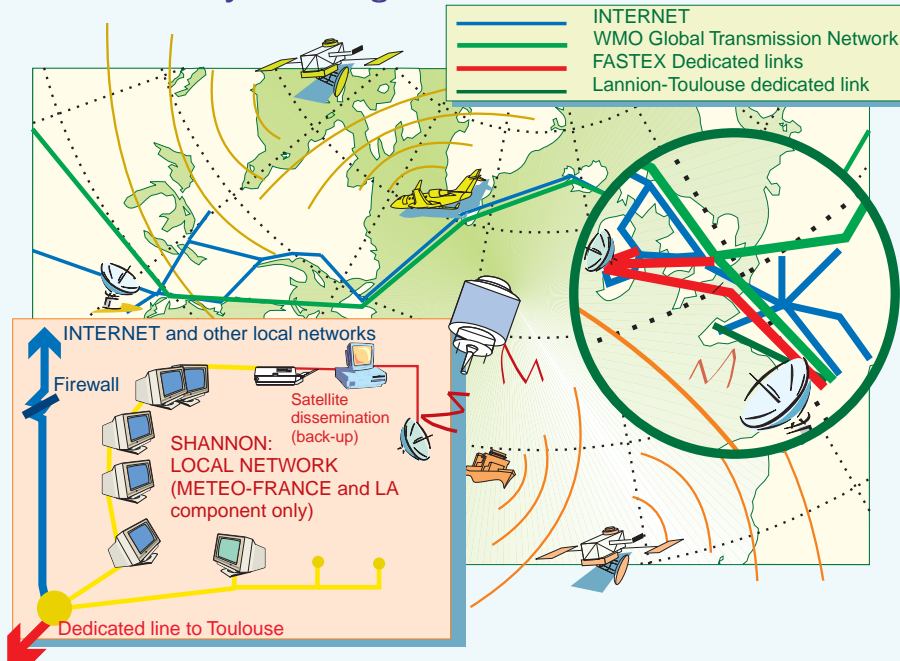 INTERNET
WMO Global Transmission Network
FASTEX Dedicated links
Lannion-Toulouse dedicated link
INTERNET and other local networks
Firewall
Satellite
dissemination
(back-up)
SHANNON:
LOCAL NETWORK
(METEO-FRANCE and LA
component only)
Dedicated line to Toulouse